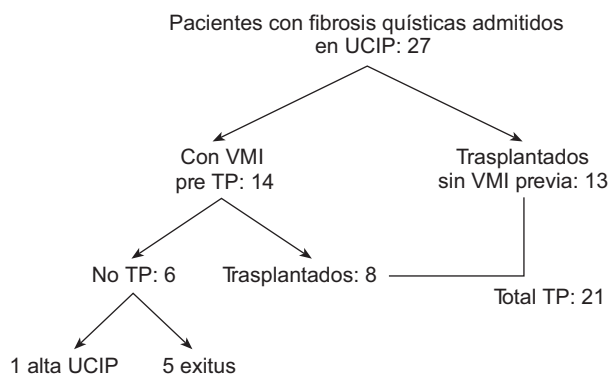 Pacientes con fibrosis quísticas admitidos
en UCIP: 27
Con VMI
pre TP: 14
Trasplantados
sin VMI previa: 13
No TP: 6
Trasplantados: 8
Total TP: 21
1 alta UCIP
5 exitus